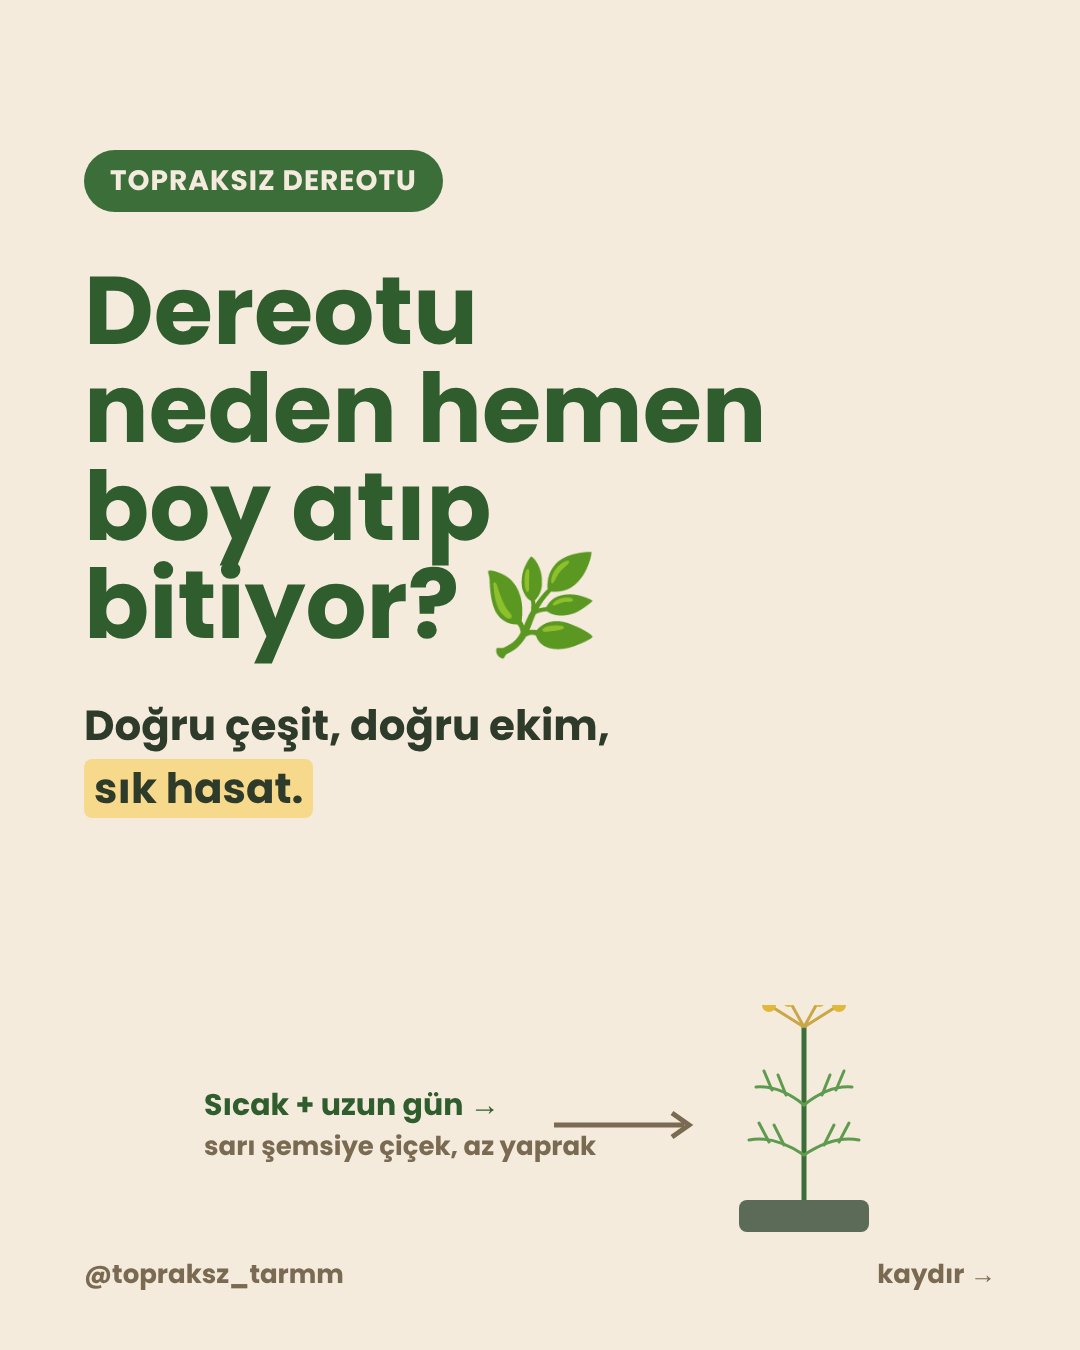 TOPRAKSIZ DEREOTU
Dereotu
neden hemen
boy atıp
bitiyor? 🌿
Doğru çeşit, doğru ekim,
sık hasat.
Sıcak + uzun gün →
sarı şemsiye çiçek, az yaprak
@topraksz_tarmm
kaydır →